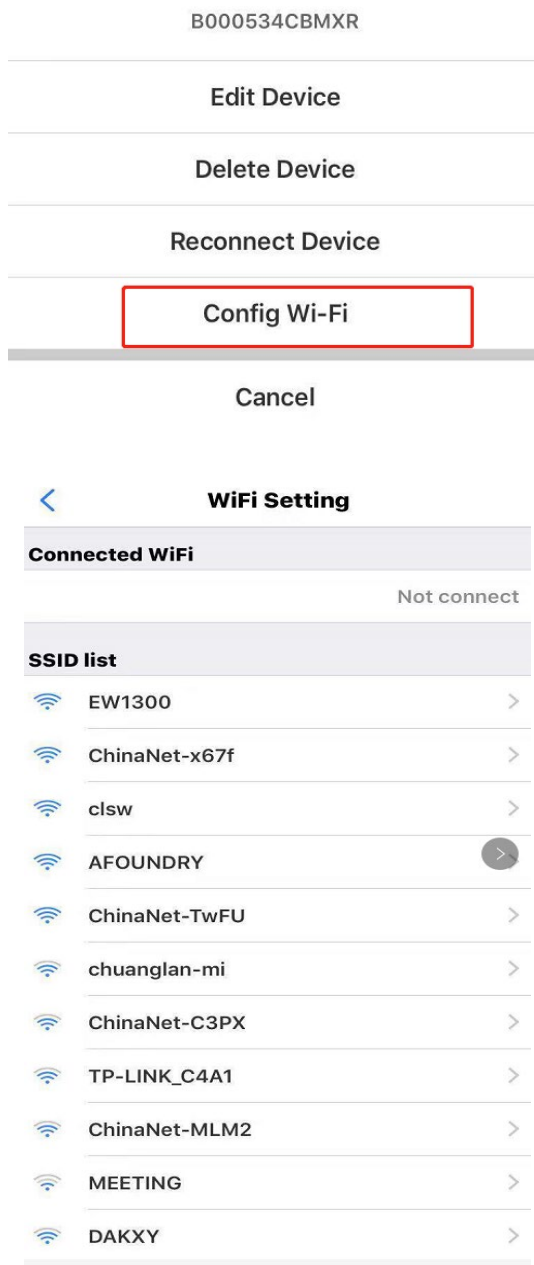 B000534CBMXR
Edit Device
Delete Device
Reconnect Device
Config Wi-Fi
Cancel
WiFi Setting
Connected WiFi
Not connect
SSID list
EW1300
ChinaNet-x67f
clsw
AFOUNDRY
ChinaNet-TwFU
chuanglan-mi
ChinaNet-C3PX
TP-LINK_C4A1
ChinaNet-MLM2
MEETING
DAKXY